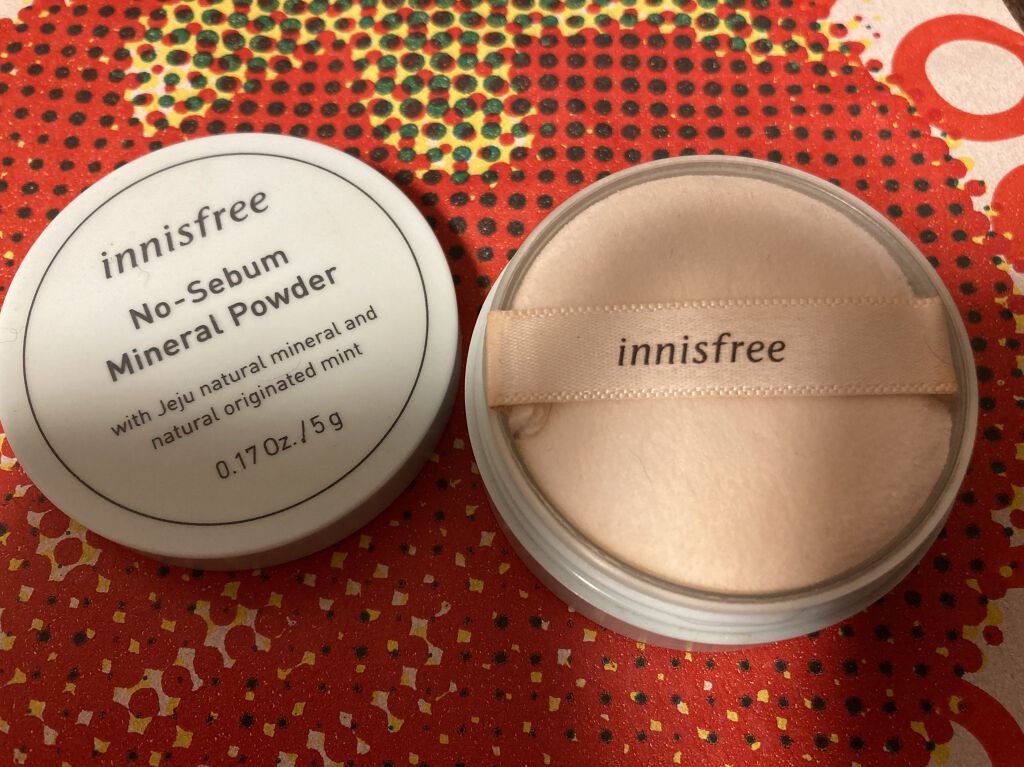 innisfree
No-Sebum
Mineral Powder
with Jeju natural mineral and
natural originated mint
0.17 Oz. / 5 g
innisfree